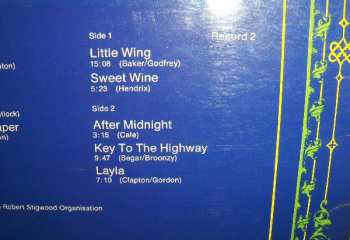 Side 1 Record 2
Little Wing
15:08 (Baker/Godfrey)
Sweet Wine
5:23 (Hendrix)
Side 2
After Midnight
3:15 (Cale)
Key To The Highway
9:47 (Segar/Broonzy)
Layla
7:10 (Clapton/Gordon)
Robert Stigwood Organisation